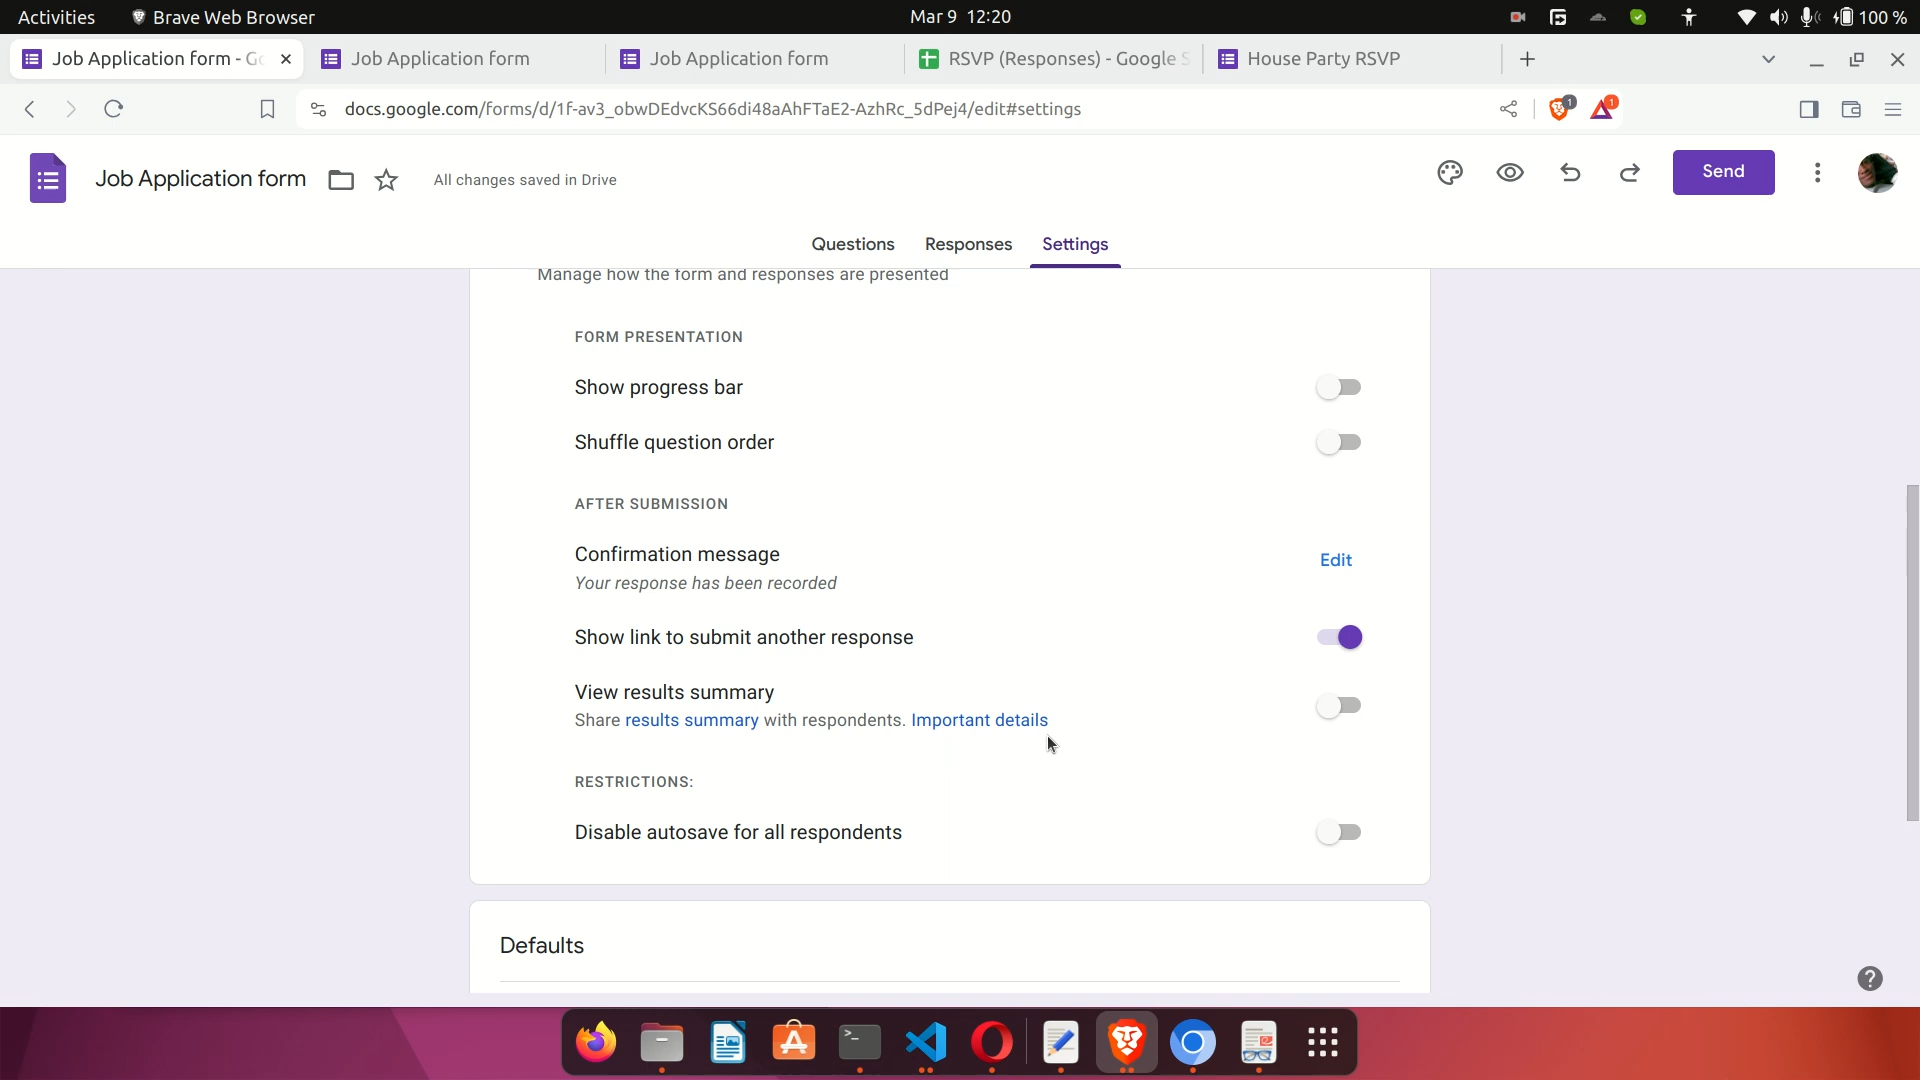 Activities Brave Web Browser Mar 9 12:20 100 %
Job Application form - Go Job Application form Job Application form RSVP (Responses) - Google S House Party RSVP
docs.google.com/forms/d/1f-av3_obwDEdvcKS66di48aAhFTaE2-AzhRc_5dPej4/edit#settings 1 1
Job Application form All changes saved in Drive Send
Questions Responses Settings
Manage how the form and responses are presented
FORM PRESENTATION
Show progress bar
Shuffle question order
AFTER SUBMISSION
Confirmation message Edit
Your response has been recorded
Show link to submit another response
View results summary
Share results summary with respondents. Important details
RESTRICTIONS:
Disable autosave for all respondents
Defaults